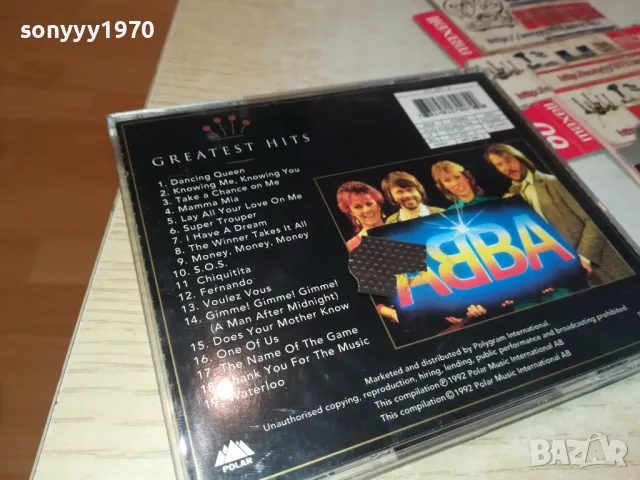 sonyyy1970
maxell
90
maxell
GREATEST HITS
1. Dancing Queen
2. Knowing Me, Knowing You
3. Take a Chance on Me
4. Mamma Mia
5. Lay All Your Love On Me
6. Super Trouper
7. I Have A Dream
8. The Winner Takes It All
9. Money, Money, Money
10. S.O.S.
11. Chiquitita
12. Fernando
13. Voulez Vous
14. Gimme! Gimme! Gimme!
(A Man After Midnight)
15. Does Your Mother Know
16. One Of Us
17. The Name Of The Game
Thank You For The Music
Waterloo
ABBA
Marketed and distributed by Polygram International.
Unauthorised copying, reproduction, hiring, lending, public performance and broadcasting prohibited.
This compilation ℗1992 Polar Music International AB
This compilation ©1992 Polar Music International AB
POLAR
BAZAR